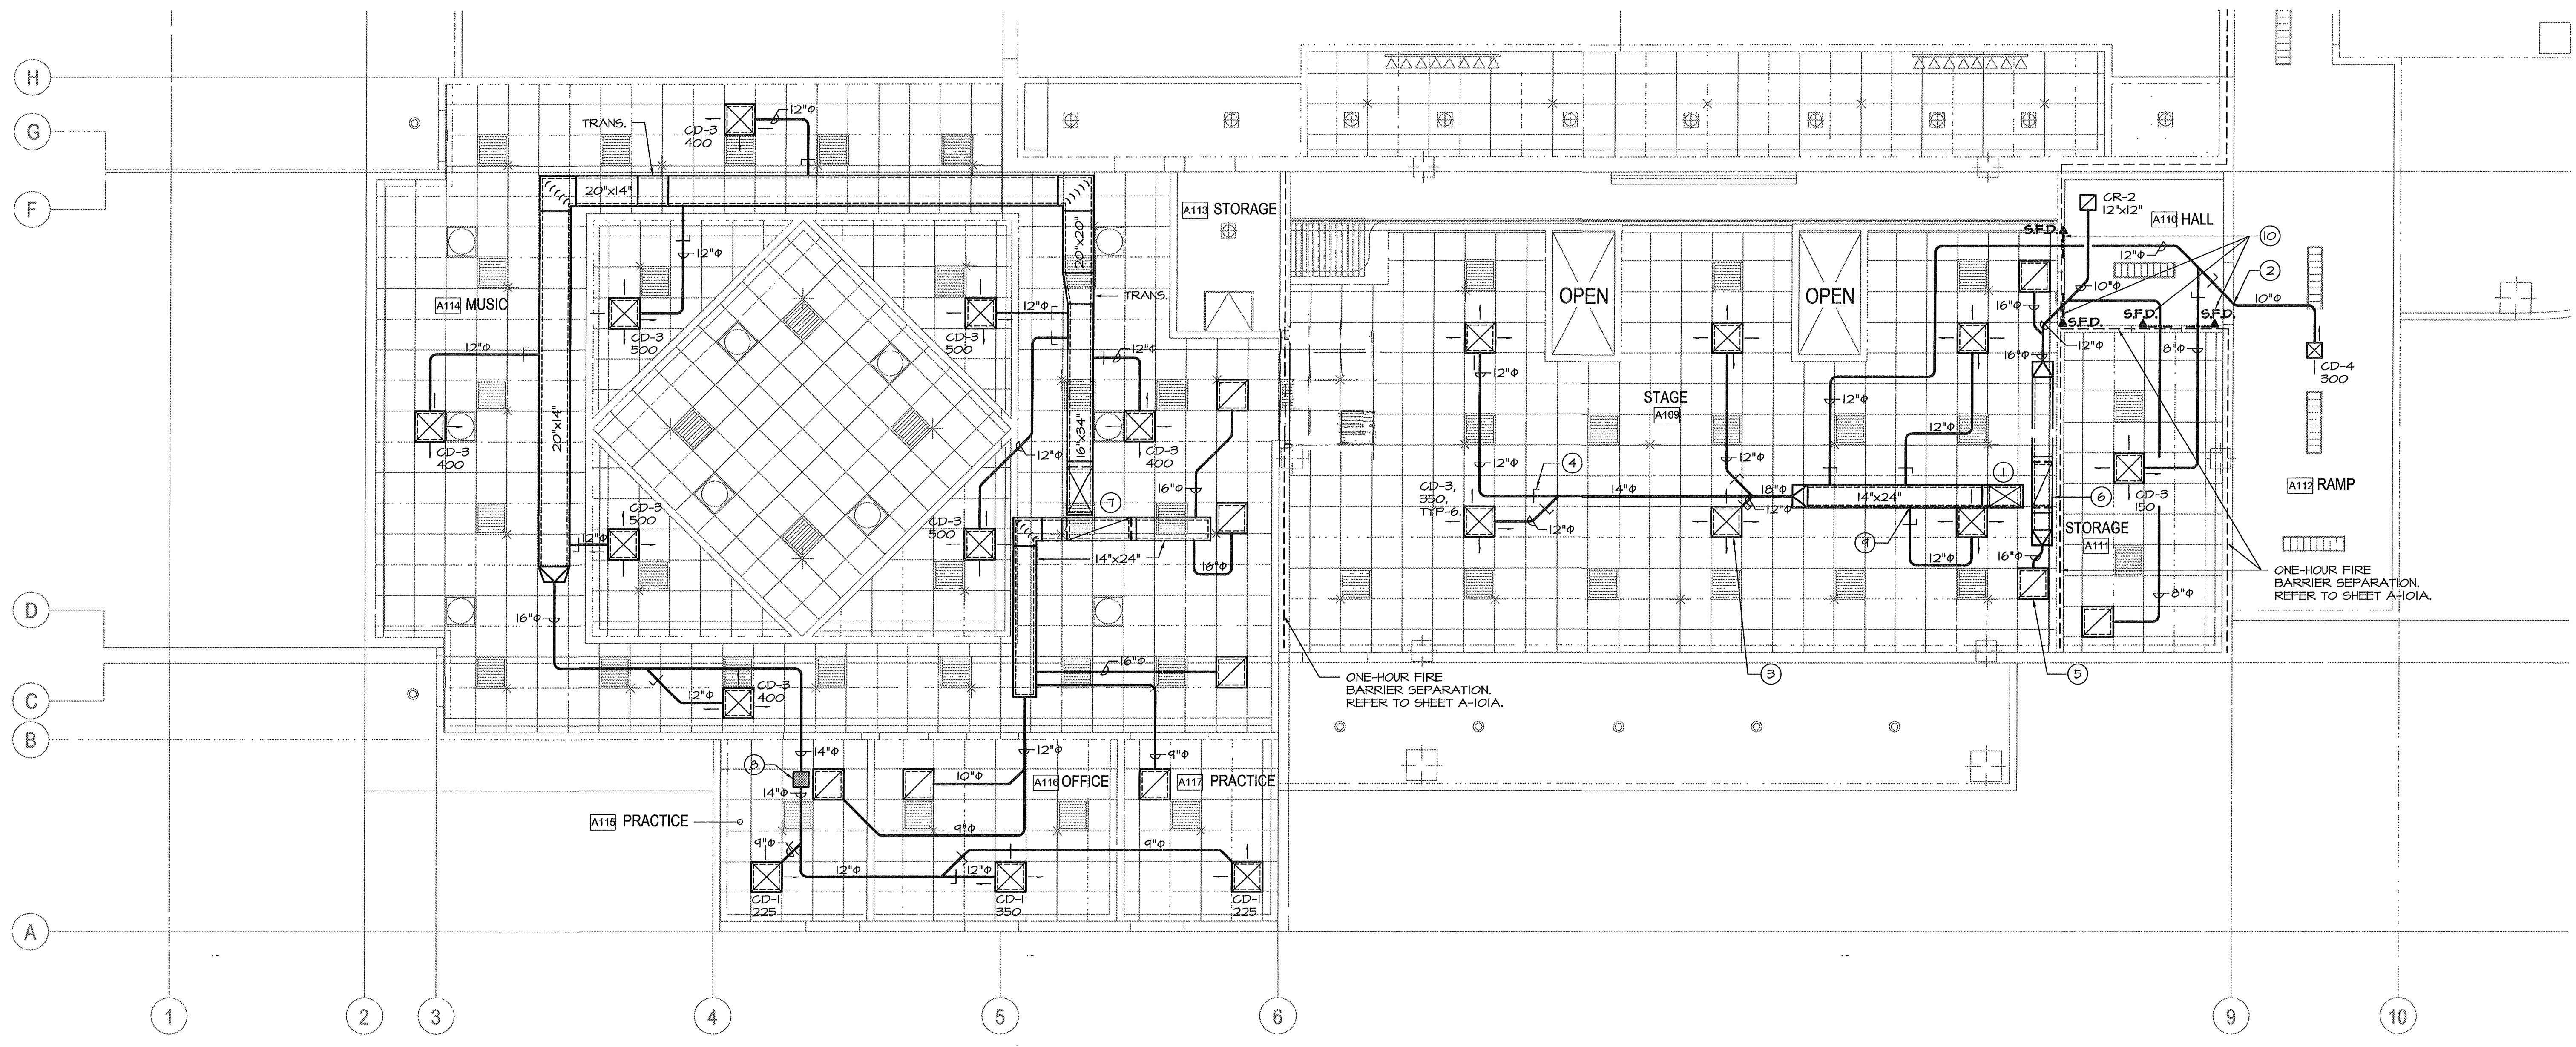 H
G
F
D
C
B
A
1
2
3
4
5
6
9
10
TRANS.
CD-3
400
12"ϕ
20"x14"
20"x20"
TRANS.
A114 MUSIC
12"ϕ
CD-3
500
CD-3
500
12"ϕ
12"ϕ
12"ϕ
CD-3
400
20"x14"
16"x34"
12"ϕ
CD-3
400
16"ϕ
7
CD-3
500
12"ϕ
CD-3
500
14"x24"
16"ϕ
16"ϕ
12"ϕ
CD-3
400
16"ϕ
A113 STORAGE
14"ϕ
8
14"ϕ
12"ϕ
9"ϕ
10"ϕ
A116 OFFICE
A117 PRACTICE
A115 PRACTICE
9"ϕ
9"ϕ
9"ϕ
12"ϕ
12"ϕ
CD-1
225
CD-1
350
CD-1
225
ONE-HOUR FIRE
BARRIER SEPARATION.
REFER TO SHEET A-101A.
OPEN
OPEN
STAGE
A109
12"ϕ
12"ϕ
4
14"ϕ
CD-3,
350,
TYP-6.
12"ϕ
12"ϕ
18"ϕ
12"ϕ
12"ϕ
12"ϕ
14"x24"
1
9
12"ϕ
3
5
6
16"ϕ
16"ϕ
16"ϕ
12"ϕ
CR-2
12"x12"
A110 HALL
S.F.D.
S.F.D.
S.F.D.
S.F.D.
10
2
12"ϕ
10"ϕ
10"ϕ
8"ϕ
CD-4
300
CD-3
150
STORAGE
A111
8"ϕ
A112 RAMP
ONE-HOUR FIRE
BARRIER SEPARATION.
REFER TO SHEET A-101A.